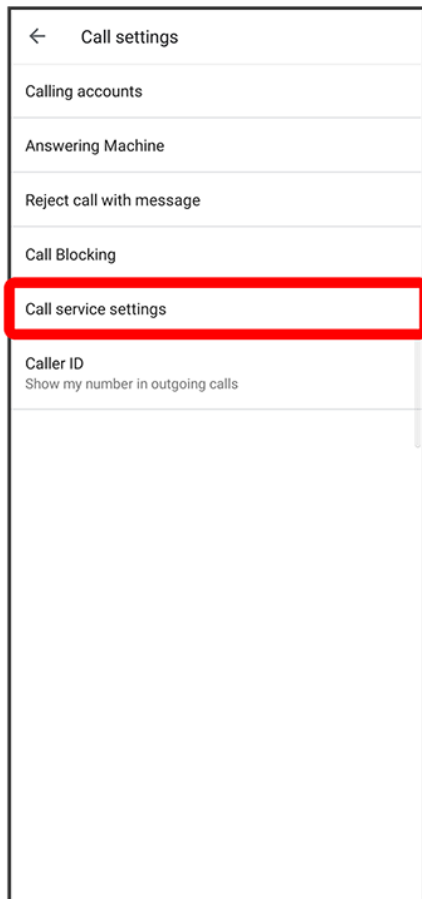 Call settings
Calling accounts
Answering Machine
Reject call with message
Call Blocking
Call service settings
Caller ID
Show my number in outgoing calls